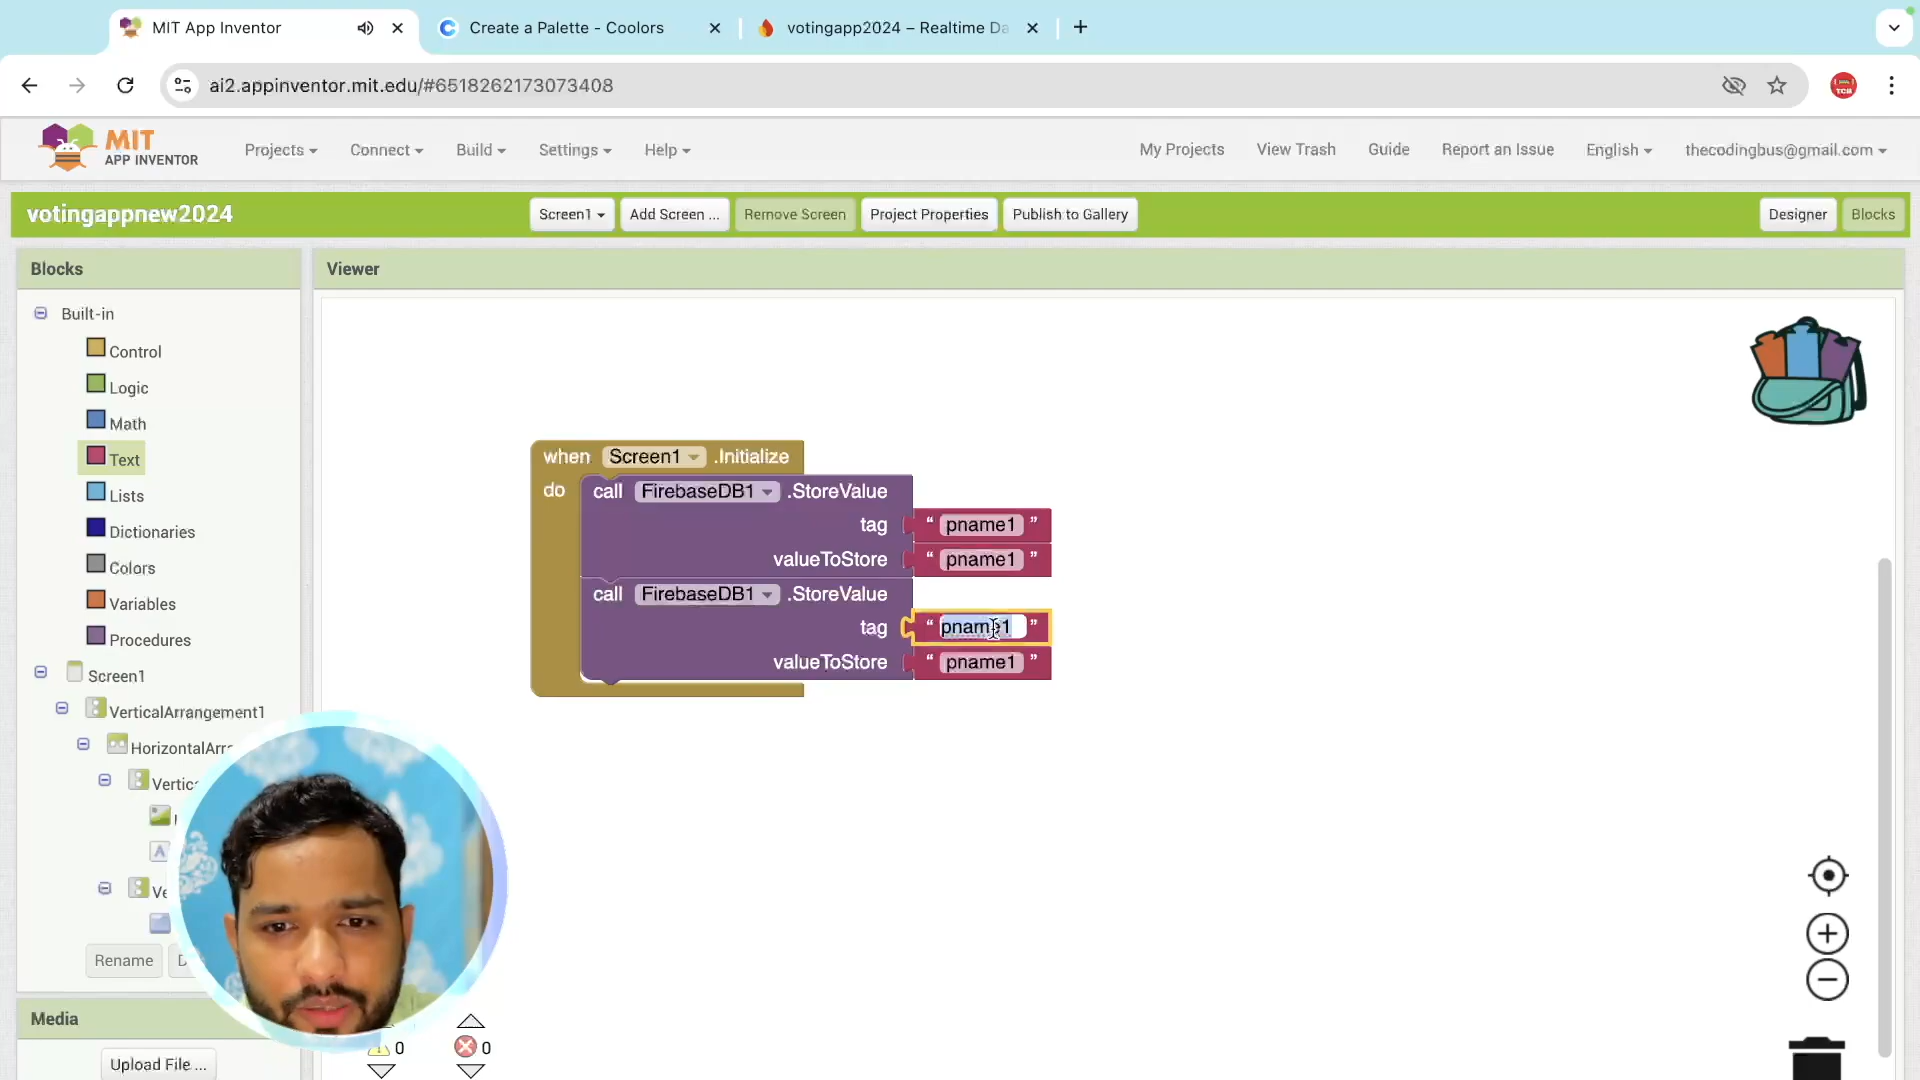 MIT App Inventor
Create a Palette - Coolors
votingapp2024 – Realtime Da
ai2.appinventor.mit.edu/#6518262173073408
MIT
APP INVENTOR
Projects
Connect
Build
Settings
Help
My Projects
View Trash
Guide
Report an Issue
English
thecodingbus@gmail.com
votingappnew2024
Screen1
Add Screen ...
Remove Screen
Project Properties
Publish to Gallery
Designer
Blocks
Blocks
Viewer
Built-in
Control
Logic
Math
Text
Lists
Dictionaries
Colors
Variables
Procedures
Screen1
VerticalArrangement1
HorizontalArra
Vertica
Ve
Rename
D
Media
Upload File ...
when Screen1 .Initialize
do call FirebaseDB1 .StoreValue
tag “ pname1 ”
valueToStore “ pname1 ”
call FirebaseDB1 .StoreValue
tag “ pname1 ”
valueToStore “ pname1 ”
0
0